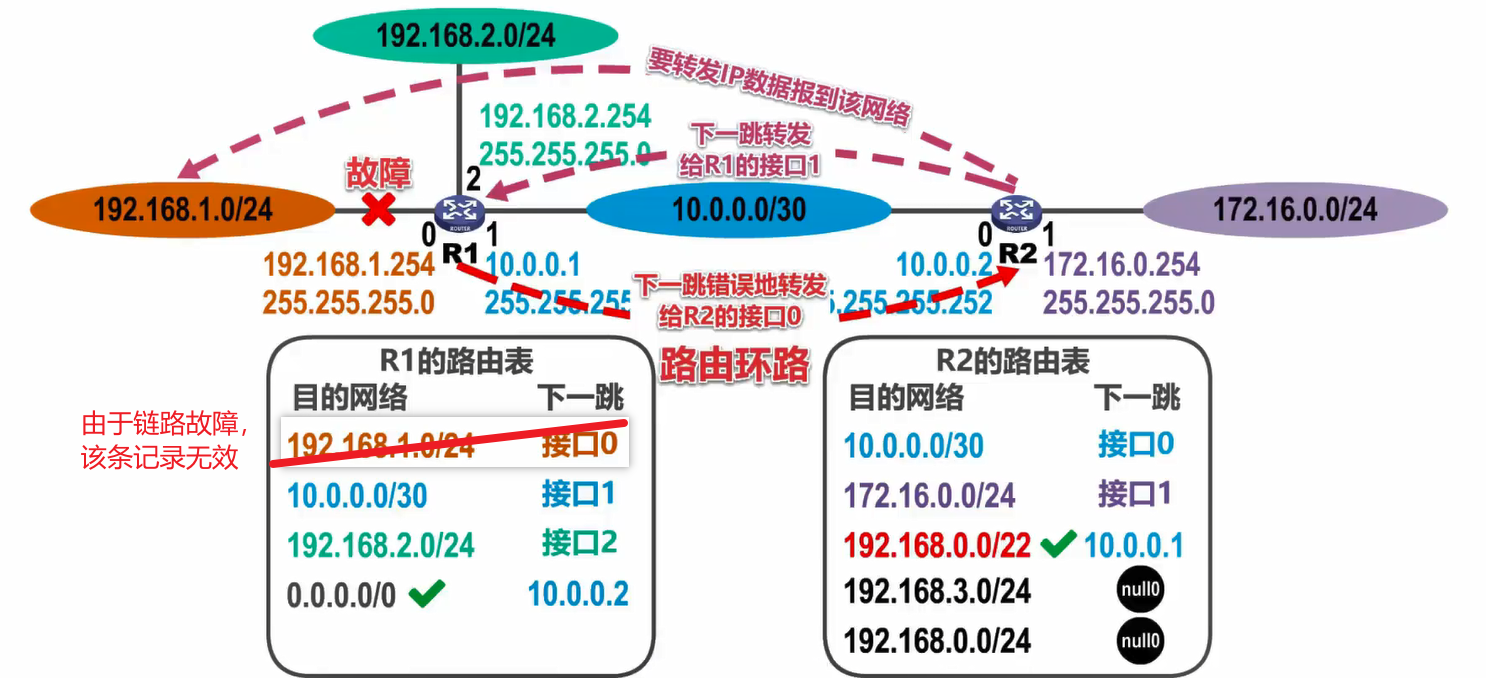 192.168.2.0/24
要转发IP数据报到该网络
192.168.2.254
255.255.255.0
下一跳转发
给R1的接口1
故障
2
192.168.1.0/24
ROUTER
10.0.0.0/30
ROUTER
172.16.0.0/24
0
R1
1
0
R2
1
192.168.1.254
255.255.255.0
10.0.0.1
255.255.255
下一跳错误地转发
给R2的接口0
10.0.0.2
5.255.252
172.16.0.254
255.255.255.0
路由环路
R1的路由表
目的网络 下一跳
192.168.1.0/24 接口0
10.0.0.0/30 接口1
192.168.2.0/24 接口2
0.0.0.0/0 10.0.0.2
由于链路故障，
该条记录无效
R2的路由表
目的网络 下一跳
10.0.0.0/30 接口0
172.16.0.0/24 接口1
192.168.0.0/22 10.0.0.1
192.168.3.0/24 null0
192.168.0.0/24 null0